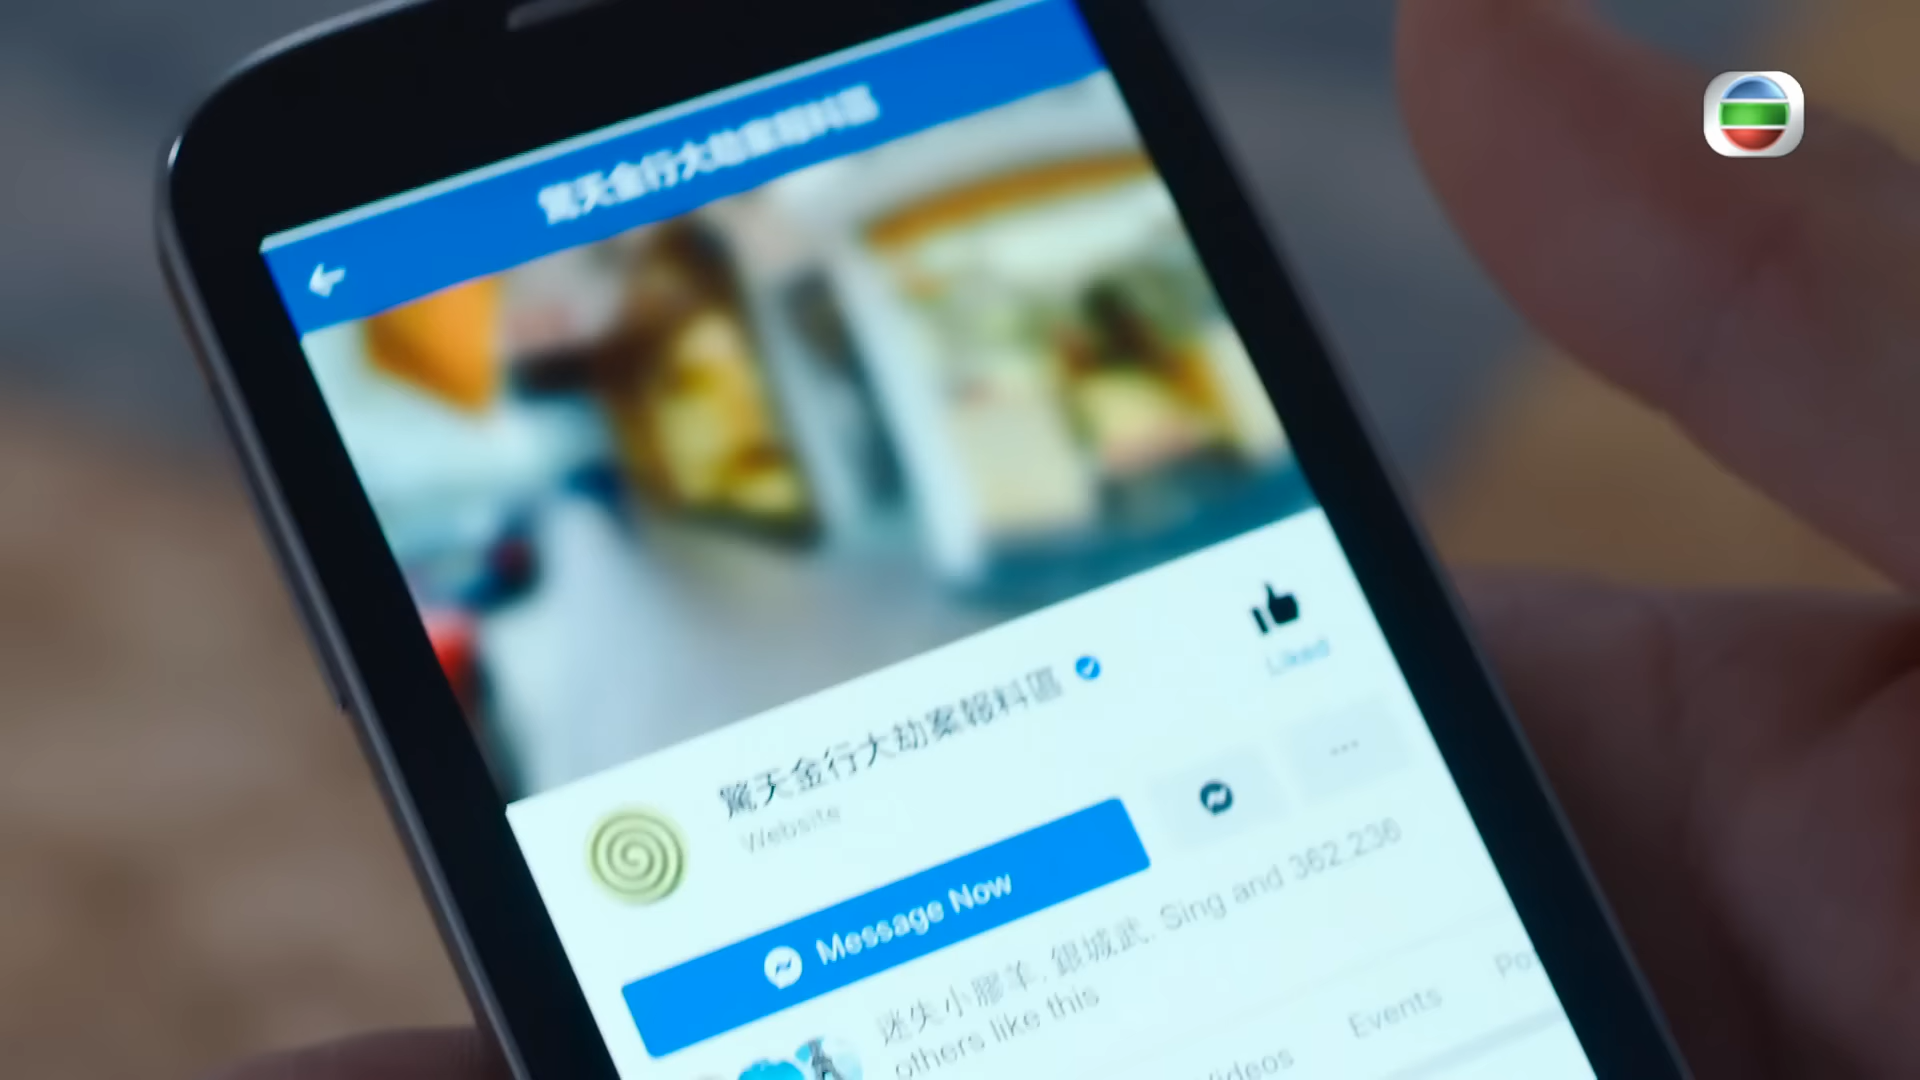 驚天金行大劫案報料區
驚天金行大劫案報料區
Liked
Website
Message Now
迷失小膠羊, 銀城武, Sing and 362,236
others like this
Videos
Events
Po